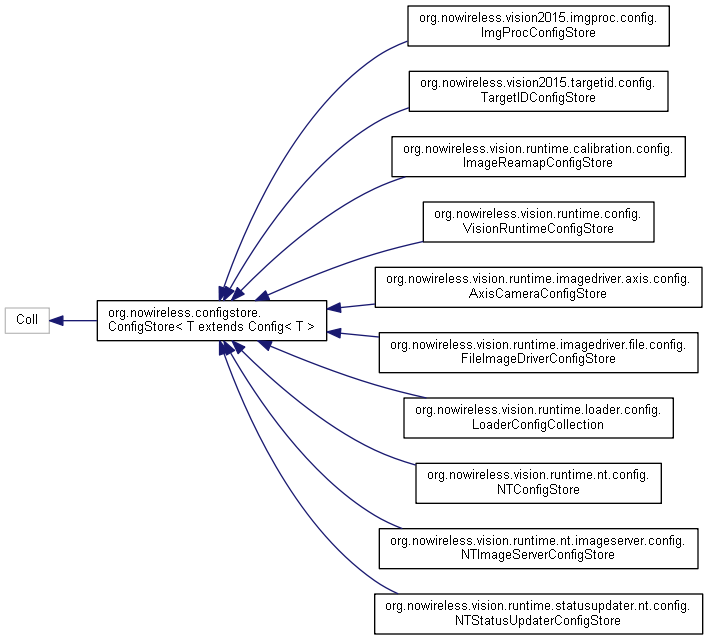 org.nowireless.vision2015.imgproc.config.
ImgProcConfigStore
org.nowireless.vision2015.targetid.config.
TargetIDConfigStore
org.nowireless.vision.runtime.calibration.config.
ImageReamapConfigStore
org.nowireless.vision.runtime.config.
VisionRuntimeConfigStore
org.nowireless.vision.runtime.imagedriver.axis.config.
AxisCameraConfigStore
Coll
org.nowireless.configstore.
ConfigStore< T extends Config< T >
org.nowireless.vision.runtime.imagedriver.file.config.
FileImageDriverConfigStore
org.nowireless.vision.runtime.loader.config.
LoaderConfigCollection
org.nowireless.vision.runtime.nt.config.
NTConfigStore
org.nowireless.vision.runtime.nt.imageserver.config.
NTImageServerConfigStore
org.nowireless.vision.runtime.statusupdater.nt.config.
NTStatusUpdaterConfigStore